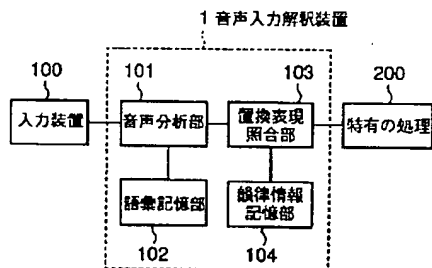 1 音声入力解釈装置
100
101
103
200
入力装置
音声分析部
置換表現
照合部
特有の処理
語彙記憶部
韻律情報
記憶部
102
104